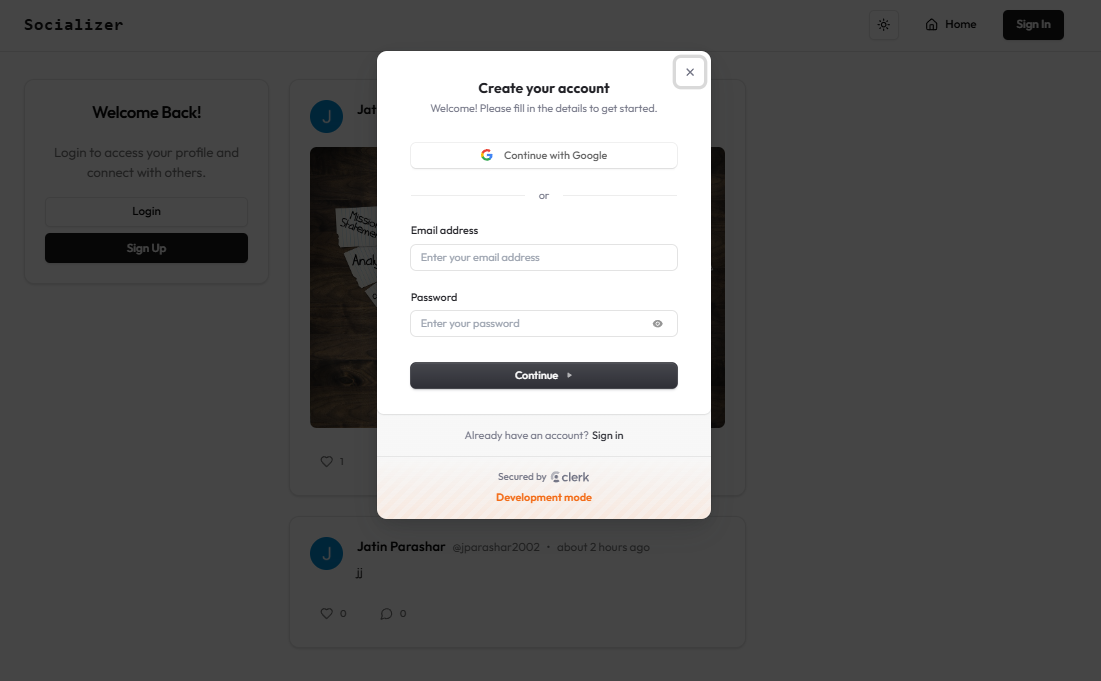 Socializer
Home
Sign In
Welcome Back!
Login to access your profile and
connect with others.
Login
Sign Up
J
Jat
Mission
Statemen
Analy
1
Create your account
Welcome! Please fill in the details to get started.
Continue with Google
or
Email address
Enter your email address
Password
Enter your password
Continue
Already have an account? Sign in
Secured by clerk
Development mode
J
Jatin Parashar @jparashar2002 • about 2 hours ago
jj
0
0